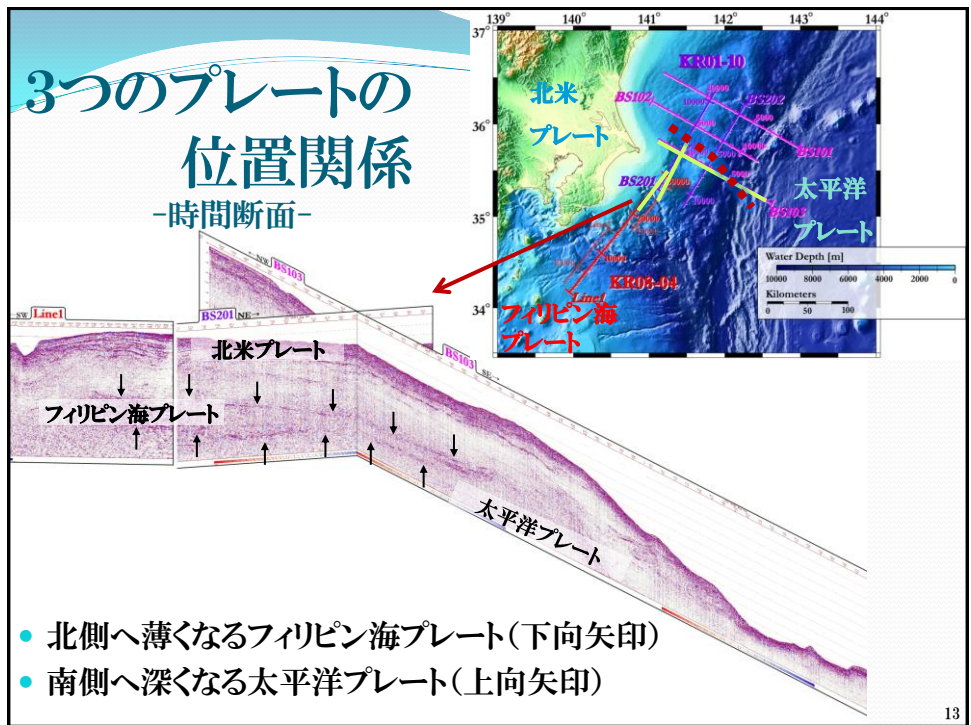 3つのプレートの
位置関係
-時間断面-
139° 140° 141° 142° 143° 144°
37°
36°
35°
34°
KR01-10
北米
プレート
BS102
BS202
BS101
太平洋
プレート
BS201
BS103
KR08-04
Line1
フィリピン海
プレート
Water Depth [m]
10000 8000 6000 4000 2000 0
Kilometers
0 50 100
NW BS103
SW Line1
BS201 NE→
北米プレート
BS103 SE→
フィリピン海プレート
太平洋プレート
• 北側へ薄くなるフィリピン海プレート(下向矢印)
• 南側へ深くなる太平洋プレート(上向矢印)
13